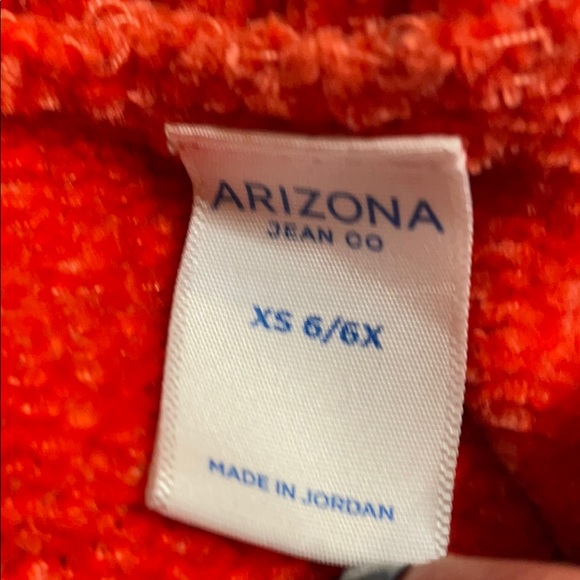 ARIZONA
JEAN CO
XS 6/6X
MADE IN JORDAN